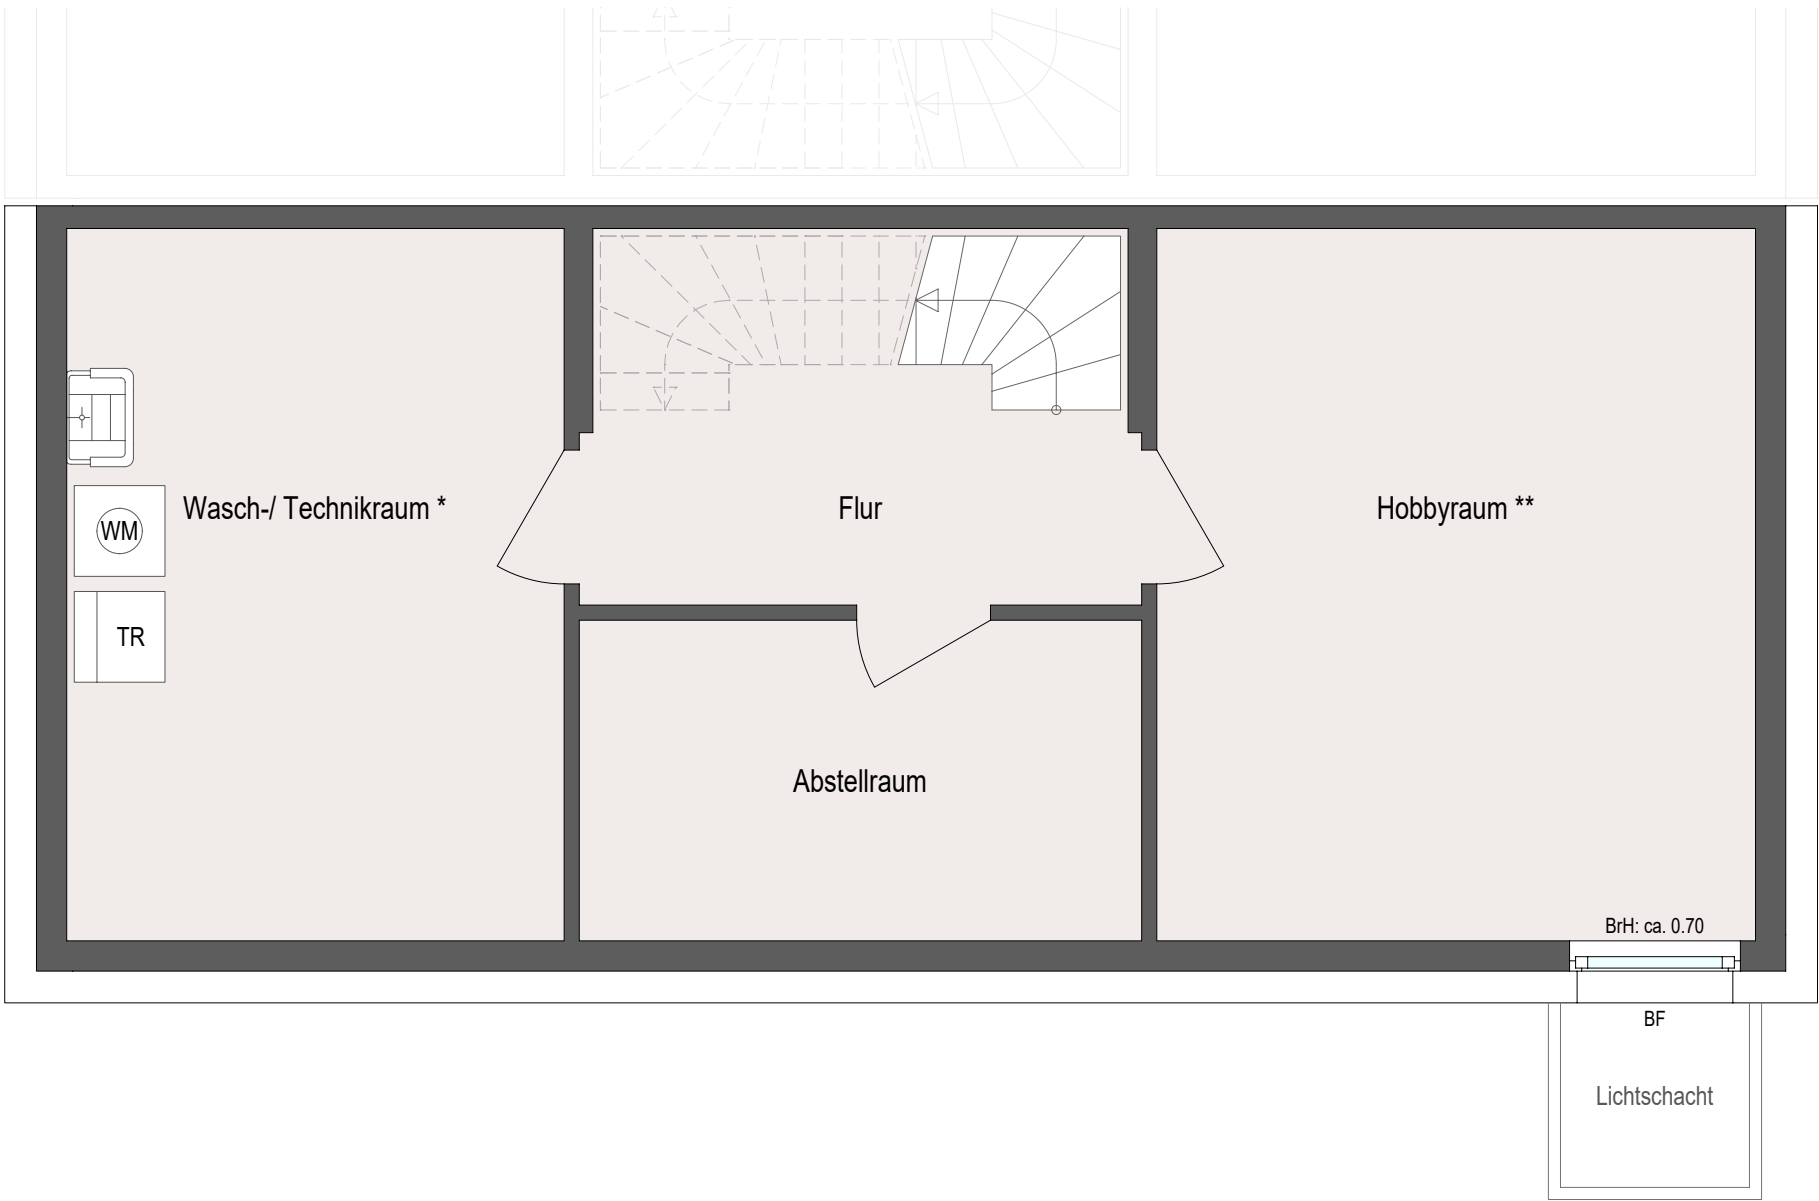 Wasch-/ Technikraum *
Flur
Hobbyraum **
WM
TR
Abstellraum
BrH: ca. 0.70
BF
Lichtschacht